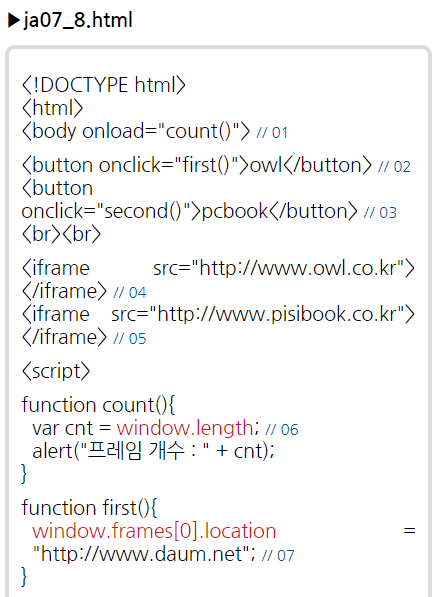 ▶ja07_8.html
<!DOCTYPE html>
<html>
<body onload="count()"> // 01
<button onclick="first()">owl</button> // 02
<button
onclick="second()">pcbook</button> // 03
<br><br>
<iframe src="http://www.owl.co.kr">
</iframe> // 04
<iframe src="http://www.pisibook.co.kr">
</iframe> // 05
<script>
function count(){
var cnt = window.length; // 06
alert("프레임 개수 : " + cnt);
}
function first(){
window.frames[0].location =
"http://www.daum.net"; // 07
}